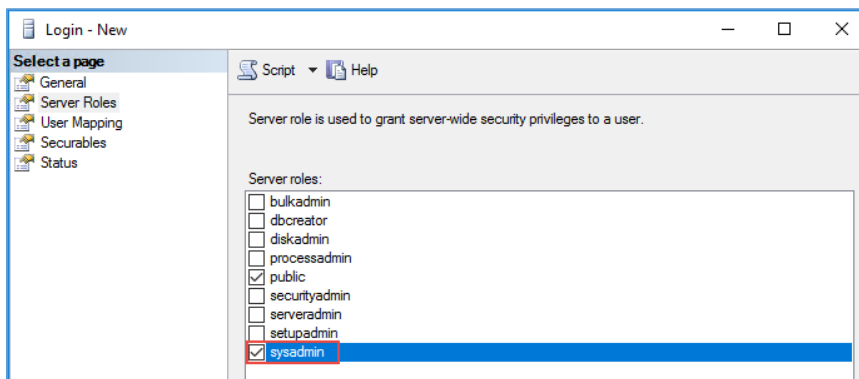 Login - New
Select a page
General
Server Roles
User Mapping
Securables
Status
Script Help
Server role is used to grant server-wide security privileges to a user.
Server roles:
bulkadmin
dbcreator
diskadmin
processadmin
public
securityadmin
serveradmin
setupadmin
sysadmin